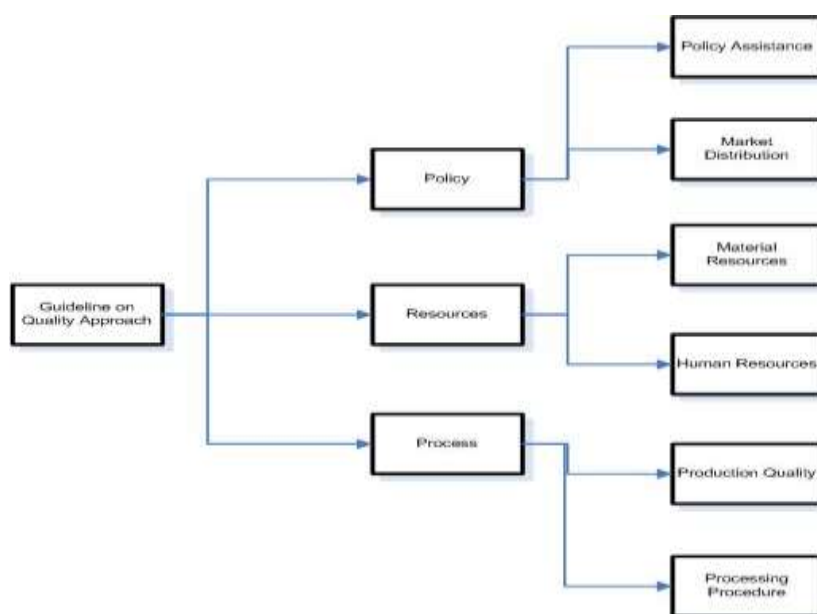 Policy Assistance
Market
Distribution
Policy
Material
Resources
Guideline on
Quality Approach
Resources
Human Resources
Process
Production Quality
Processing
Procedure